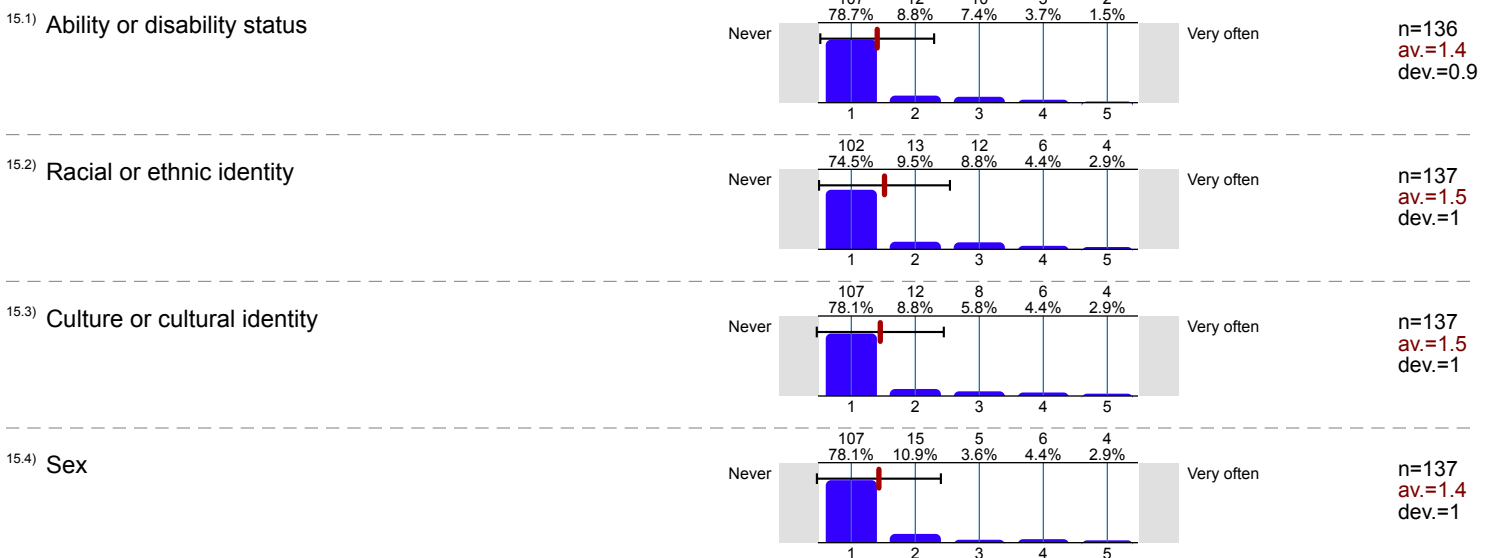 107 12 10 5 2
15.1) Ability or disability status
78.7% 8.8% 7.4% 3.7% 1.5%
Never
Very often
n=136
av.=1.4
dev.=0.9
1 2 3 4 5
15.2) Racial or ethnic identity
102 13 12 6 4
74.5% 9.5% 8.8% 4.4% 2.9%
Never
Very often
n=137
av.=1.5
dev.=1
1 2 3 4 5
15.3) Culture or cultural identity
107 12 8 6 4
78.1% 8.8% 5.8% 4.4% 2.9%
Never
Very often
n=137
av.=1.5
dev.=1
1 2 3 4 5
15.4) Sex
107 15 5 6 4
78.1% 10.9% 3.6% 4.4% 2.9%
Never
Very often
n=137
av.=1.4
dev.=1
1 2 3 4 5